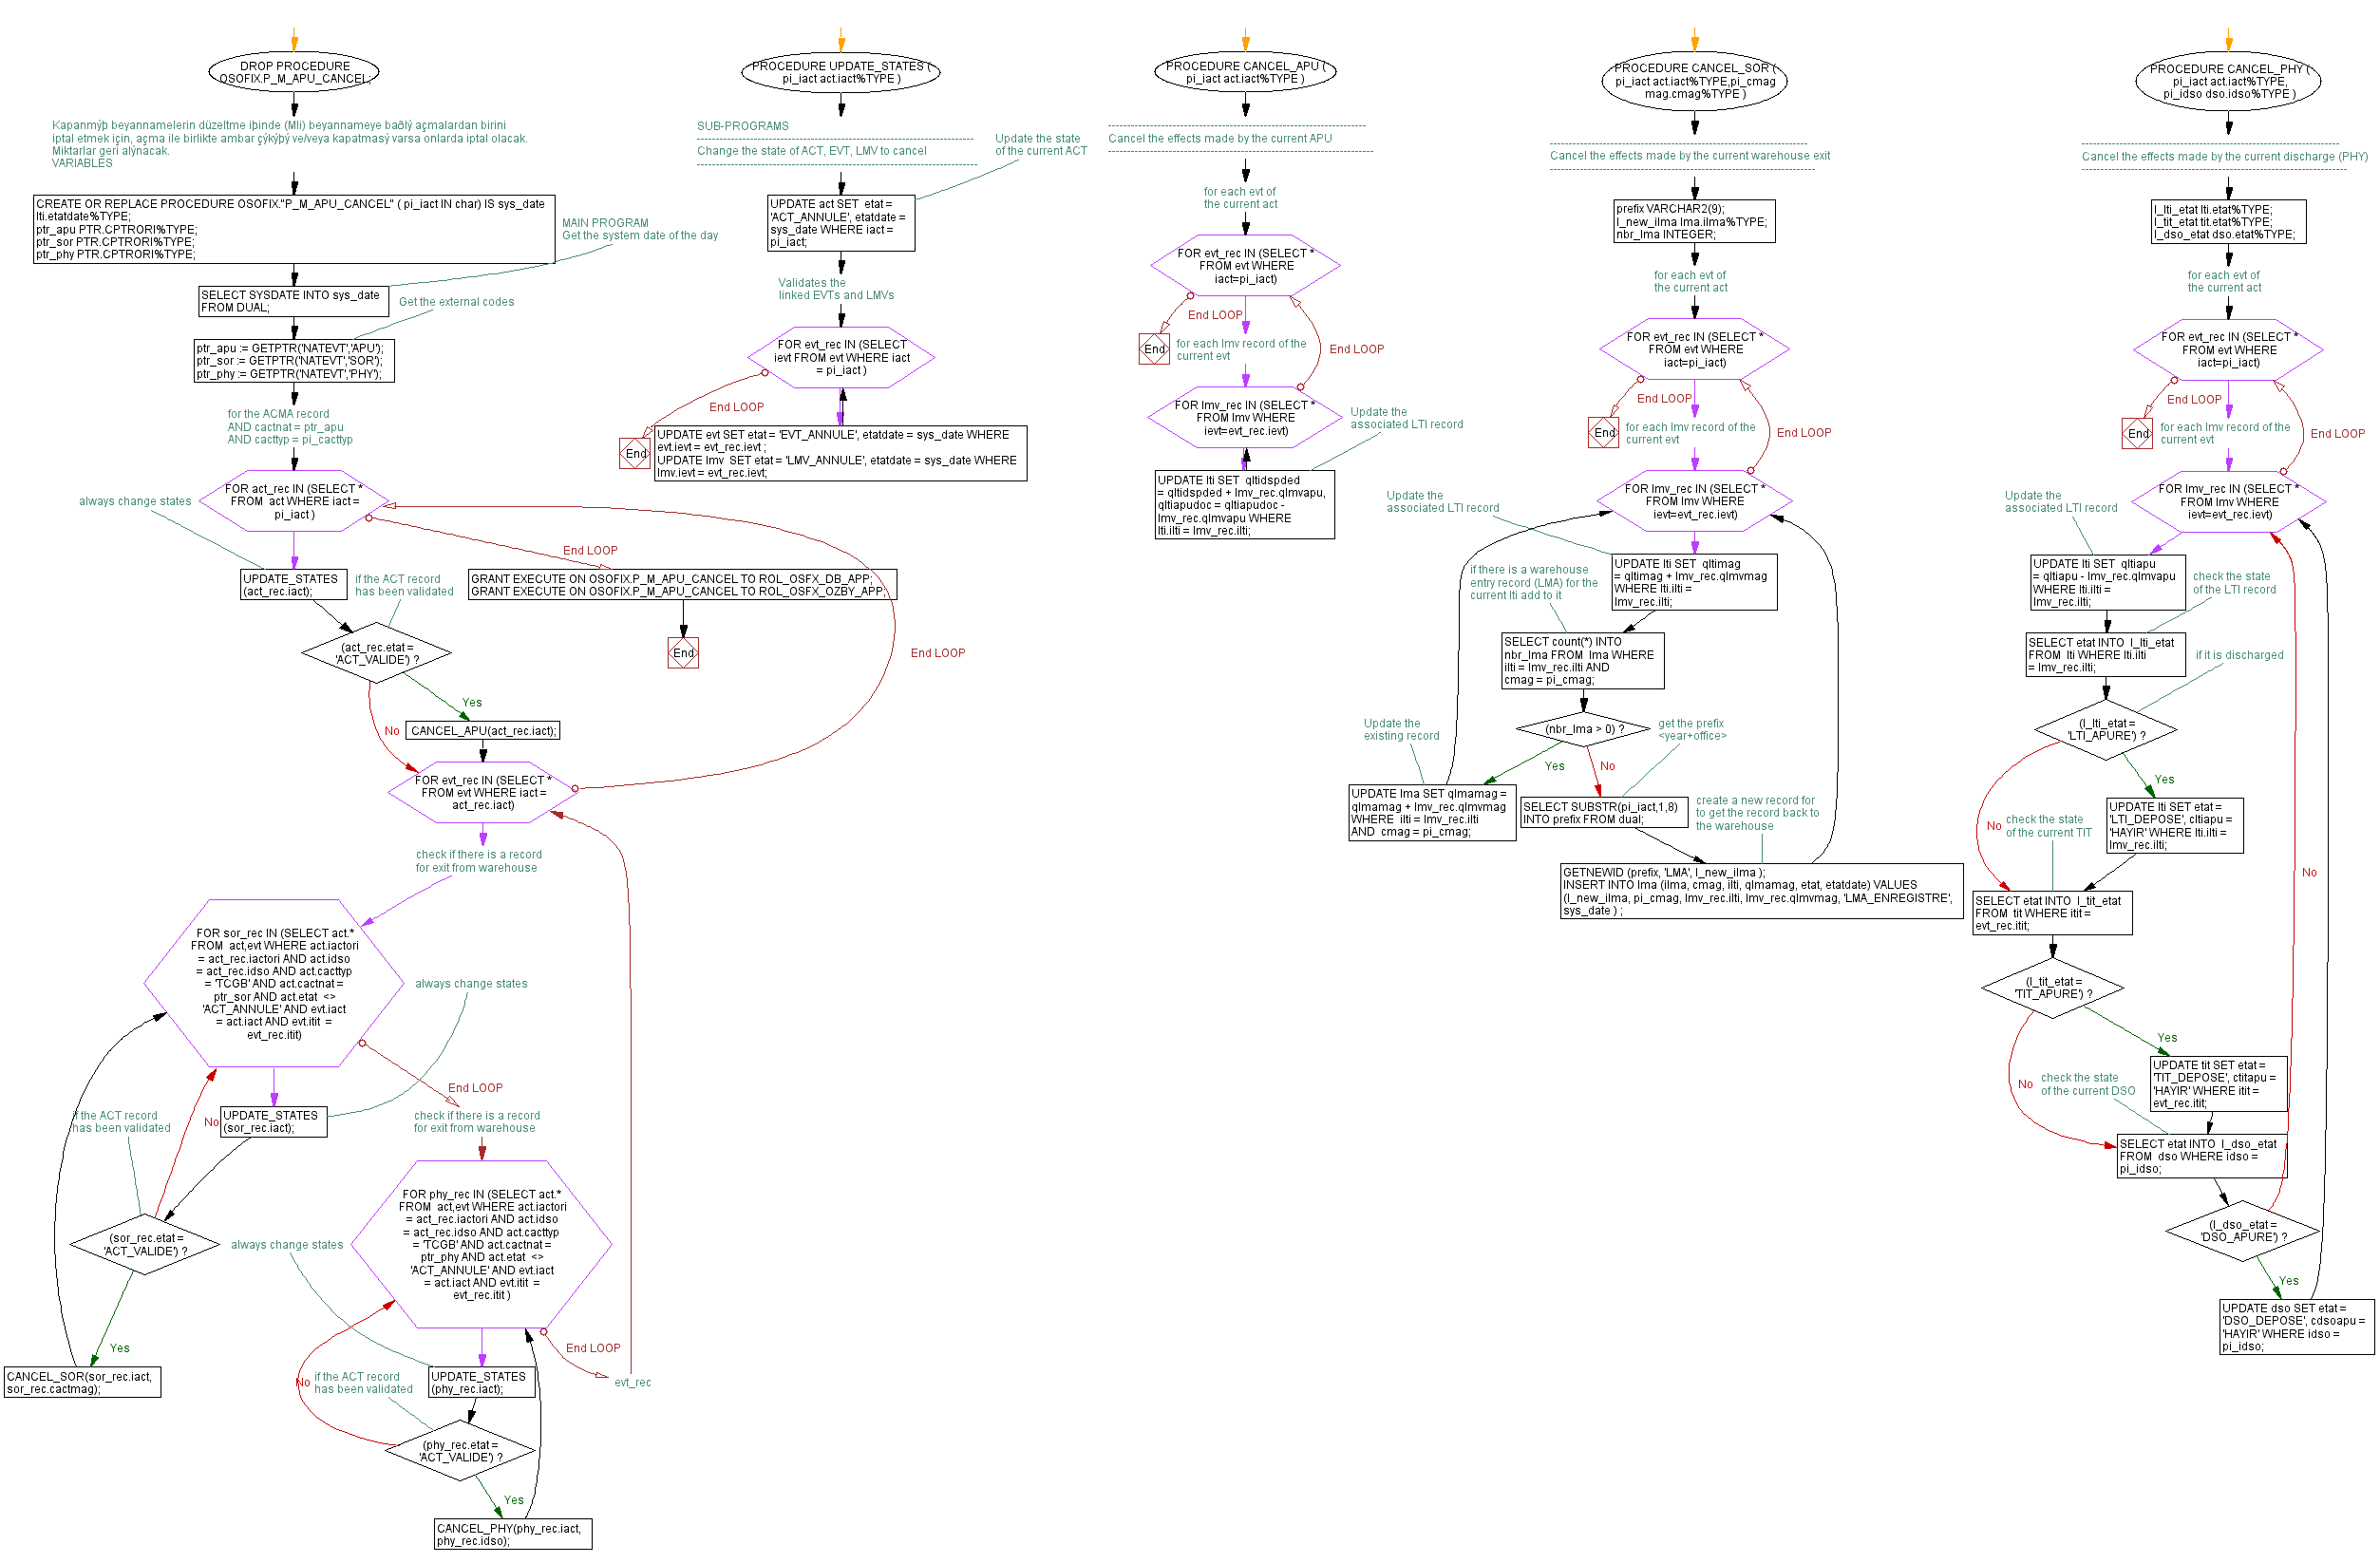 DROP PROCEDURE
OSOFIX.P_M_APU_CANCEL;
Kapanmýþ beyannamelerin düzeltme iþinde (Mli) beyannameye baðlý açmalardan birini
iptal etmek için, açma ile birlikte ambar çýkýþý ve/veya kapatmasý varsa onlarda iptal olacak.
Miktarlar geri alýnacak.
VARIABLES
CREATE OR REPLACE PROCEDURE OSOFIX."P_M_APU_CANCEL" ( pi_iact IN char) IS sys_date
lti.etatdate%TYPE;
ptr_apu PTR.CPTRORI%TYPE;
ptr_sor PTR.CPTRORI%TYPE;
ptr_phy PTR.CPTRORI%TYPE;
MAIN PROGRAM
Get the system date of the day
SELECT SYSDATE INTO sys_date
FROM DUAL;
Get the external codes
ptr_apu := GETPTR('NATEVT','APU');
ptr_sor := GETPTR('NATEVT','SOR');
ptr_phy := GETPTR('NATEVT','PHY');
for the ACMA record
AND cactnat = ptr_apu
AND cacttyp = pi_cacttyp
FOR act_rec IN (SELECT *
FROM  act WHERE iact =
pi_iact )
always change states
End LOOP
UPDATE_STATES
(act_rec.iact);
if the ACT record
has been validated
GRANT EXECUTE ON OSOFIX.P_M_APU_CANCEL TO ROL_OSFX_DB_APP;
GRANT EXECUTE ON OSOFIX.P_M_APU_CANCEL TO ROL_OSFX_OZBY_APP;
End
(act_rec.etat =
'ACT_VALIDE') ?
End LOOP
Yes
No
CANCEL_APU(act_rec.iact);
FOR evt_rec IN (SELECT *
FROM evt WHERE iact =
act_rec.iact)
check if there is a record
for exit from warehouse
FOR sor_rec IN (SELECT act.*
FROM  act,evt WHERE act.iactori
= act_rec.iactori AND act.idso
= act_rec.idso AND act.cacttyp
= 'TCGB' AND act.cactnat =
ptr_sor AND act.etat  <>
'ACT_ANNULE' AND evt.iact
= act.iact AND evt.itit  =
evt_rec.itit)
always change states
End LOOP
if the ACT record
has been validated
No
UPDATE_STATES
(sor_rec.iact);
check if there is a record
for exit from warehouse
(sor_rec.etat =
'ACT_VALIDE') ?
Yes
CANCEL_SOR(sor_rec.iact,
sor_rec.cactmag);
FOR phy_rec IN (SELECT act.*
FROM  act,evt WHERE act.iactori
= act_rec.iactori AND act.idso
= act_rec.idso AND act.cacttyp
= 'TCGB' AND act.cactnat =
ptr_phy AND act.etat  <>
'ACT_ANNULE' AND evt.iact
= act.iact AND evt.itit  =
evt_rec.itit )
always change states
End LOOP
evt_rec
No
if the ACT record
has been validated
UPDATE_STATES
(phy_rec.iact);
(phy_rec.etat =
'ACT_VALIDE') ?
Yes
CANCEL_PHY(phy_rec.iact,
phy_rec.idso);
PROCEDURE UPDATE_STATES (
pi_iact act.iact%TYPE )
SUB-PROGRAMS
Change the state of ACT, EVT, LMV to cancel
Update the state
of the current ACT
UPDATE act SET  etat =
'ACT_ANNULE', etatdate =
sys_date WHERE iact =
pi_iact;
Validates the
linked EVTs and LMVs
FOR evt_rec IN (SELECT
ievt FROM evt WHERE iact
= pi_iact )
End LOOP
End
UPDATE evt SET etat = 'EVT_ANNULE', etatdate = sys_date WHERE
evt.ievt = evt_rec.ievt ;
UPDATE lmv  SET etat = 'LMV_ANNULE', etatdate = sys_date WHERE
lmv.ievt = evt_rec.ievt;
PROCEDURE CANCEL_APU (
pi_iact act.iact%TYPE )
Cancel the effects made by the current APU
for each evt of
the current act
FOR evt_rec IN (SELECT *
FROM evt WHERE
iact=pi_iact)
End LOOP
End
for each lmv record of the
current evt
End LOOP
FOR lmv_rec IN (SELECT *
FROM lmv WHERE
ievt=evt_rec.ievt)
Update the
associated LTI record
UPDATE lti SET  qltidspded
= qltidspded + lmv_rec.qlmvapu,
qltiapudoc = qltiapudoc -
lmv_rec.qlmvapu WHERE
lti.ilti = lmv_rec.ilti;
PROCEDURE CANCEL_SOR (
pi_iact act.iact%TYPE,pi_cmag
mag.cmag%TYPE )
Cancel the effects made by the current warehouse exit
prefix VARCHAR2(9);
l_new_ilma lma.ilma%TYPE;
nbr_lma INTEGER;
for each evt of
the current act
FOR evt_rec IN (SELECT *
FROM evt WHERE
iact=pi_iact)
End LOOP
End
for each lmv record of the
current evt
End LOOP
FOR lmv_rec IN (SELECT *
FROM lmv WHERE
ievt=evt_rec.ievt)
Update the
associated LTI record
UPDATE lti SET  qltimag
= qltimag + lmv_rec.qlmvmag
WHERE lti.ilti =
lmv_rec.ilti;
if there is a warehouse
entry record (LMA) for the
current lti add to it
SELECT count(*) INTO
nbr_lma FROM  lma WHERE
ilti = lmv_rec.ilti AND
cmag = pi_cmag;
(nbr_lma > 0) ?
Update the
existing record
get the prefix
<year+office>
Yes
No
UPDATE lma SET qlmamag =
qlmamag + lmv_rec.qlmvmag
WHERE  ilti = lmv_rec.ilti
AND  cmag = pi_cmag;
SELECT SUBSTR(pi_iact,1,8)
INTO prefix FROM dual;
create a new record for
to get the record back to
the warehouse
GETNEWID (prefix, 'LMA', l_new_ilma );
INSERT INTO lma (ilma, cmag, ilti, qlmamag, etat, etatdate) VALUES
(l_new_ilma, pi_cmag, lmv_rec.ilti, lmv_rec.qlmvmag, 'LMA_ENREGISTRE',
sys_date ) ;
PROCEDURE CANCEL_PHY (
pi_iact act.iact%TYPE,
pi_idso dso.idso%TYPE )
Cancel the effects made by the current discharge (PHY)
l_lti_etat lti.etat%TYPE;
l_tit_etat tit.etat%TYPE;
l_dso_etat dso.etat%TYPE;
for each evt of
the current act
FOR evt_rec IN (SELECT *
FROM evt WHERE
iact=pi_iact)
End LOOP
End
for each lmv record of the
current evt
End LOOP
FOR lmv_rec IN (SELECT *
FROM lmv WHERE
ievt=evt_rec.ievt)
Update the
associated LTI record
UPDATE lti SET  qltiapu
= qltiapu - lmv_rec.qlmvapu
WHERE lti.ilti =
lmv_rec.ilti;
check the state
of the LTI record
SELECT etat INTO  l_lti_etat
FROM  lti WHERE lti.ilti
= lmv_rec.ilti;
if it is discharged
(l_lti_etat =
'LTI_APURE') ?
Yes
No
UPDATE lti SET etat =
'LTI_DEPOSE', cltiapu =
'HAYIR' WHERE lti.ilti =
lmv_rec.ilti;
check the state
of the current TIT
No
SELECT etat INTO  l_tit_etat
FROM  tit WHERE itit =
evt_rec.itit;
(l_tit_etat =
'TIT_APURE') ?
Yes
No
UPDATE tit SET etat =
'TIT_DEPOSE', ctitapu =
'HAYIR' WHERE itit =
evt_rec.itit;
check the state
of the current DSO
SELECT etat INTO  l_dso_etat
FROM  dso WHERE idso =
pi_idso;
(l_dso_etat =
'DSO_APURE') ?
Yes
UPDATE dso SET etat =
'DSO_DEPOSE', cdsoapu =
'HAYIR' WHERE idso =
pi_idso;